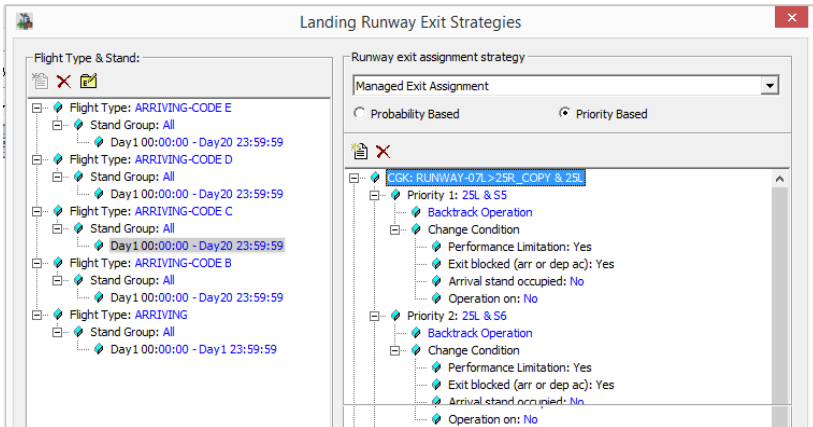 Landing Runway Exit Strategies
Flight Type & Stand:
Flight Type: ARRIVING-CODE E
Stand Group: All
Day1 00:00:00 - Day20 23:59:59
Flight Type: ARRIVING-CODE D
Stand Group: All
Day1 00:00:00 - Day20 23:59:59
Flight Type: ARRIVING-CODE C
Stand Group: All
Day1 00:00:00 - Day20 23:59:59
Flight Type: ARRIVING-CODE B
Stand Group: All
Day1 00:00:00 - Day20 23:59:59
Flight Type: ARRIVING
Stand Group: All
Day1 00:00:00 - Day1 23:59:59
Runway exit assignment strategy
Managed Exit Assignment
Probability Based
Priority Based
CGK: RUNWAY-07L>25R_COPY & 25L
Priority 1: 25L & S5
Backtrack Operation
Change Condition
Performance Limitation: Yes
Exit blocked (arr or dep ac): Yes
Arrival stand occupied: No
Operation on: No
Priority 2: 25L & S6
Backtrack Operation
Change Condition
Performance Limitation: Yes
Exit blocked (arr or dep ac): Yes
Arrival stand occupied: No
Operation on: No